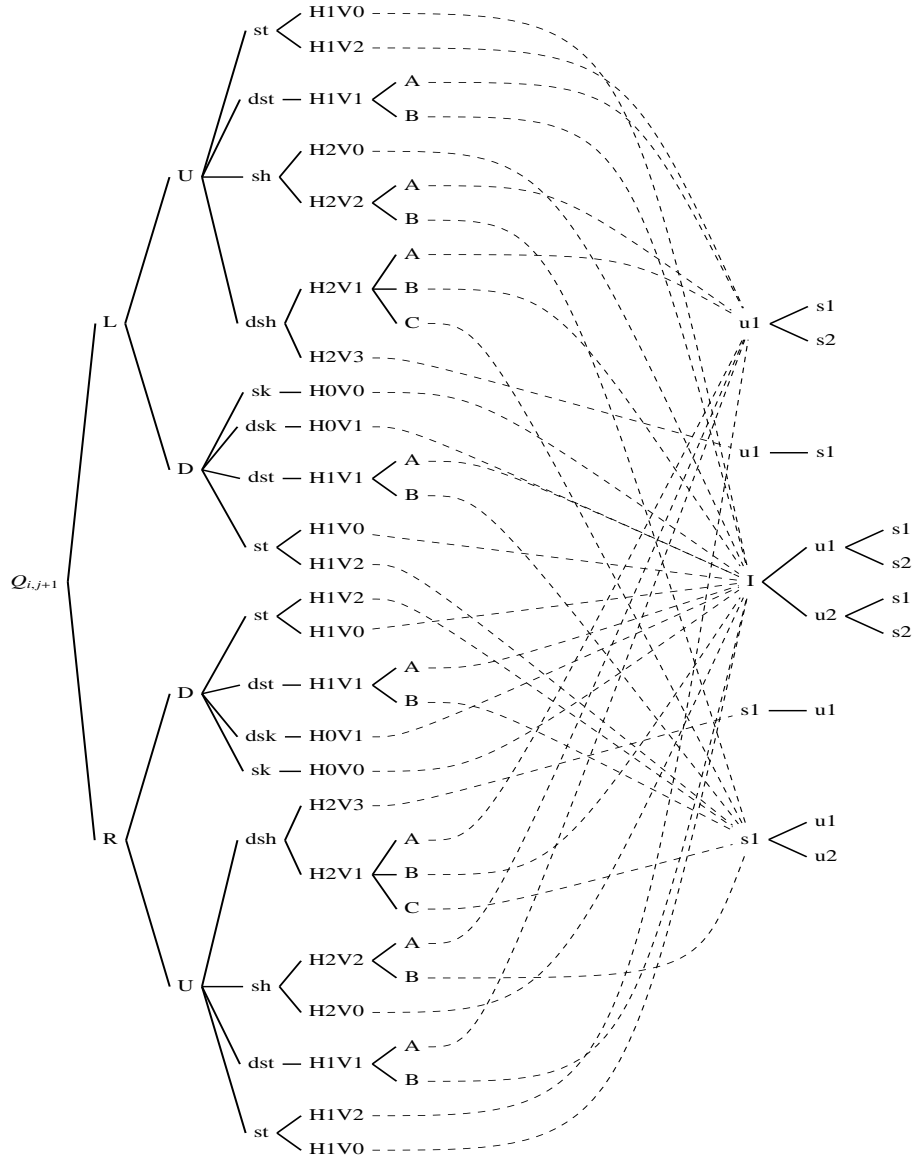 H1V0
st
H1V2
A
dst H1V1
B
H2V0
U sh
A
H2V2
B
A
H2V1 B
s1
L dsh C u1
s2
H2V3
sk H0V0
dsk H0V1
u1 s1
A
D dst H1V1
B
H1V0 s1
st u1
H1V2 s2
Q i,j+1 I
H1V2 s1
st u2
H1V0 s2
A
D dst H1V1
B s1 u1
dsk H0V1
sk H0V0
H2V3
u1
R dsh A s1
u2
H2V1 B
C
A
H2V2
B
U sh
H2V0
A
dst H1V1
B
H1V2
st
H1V0